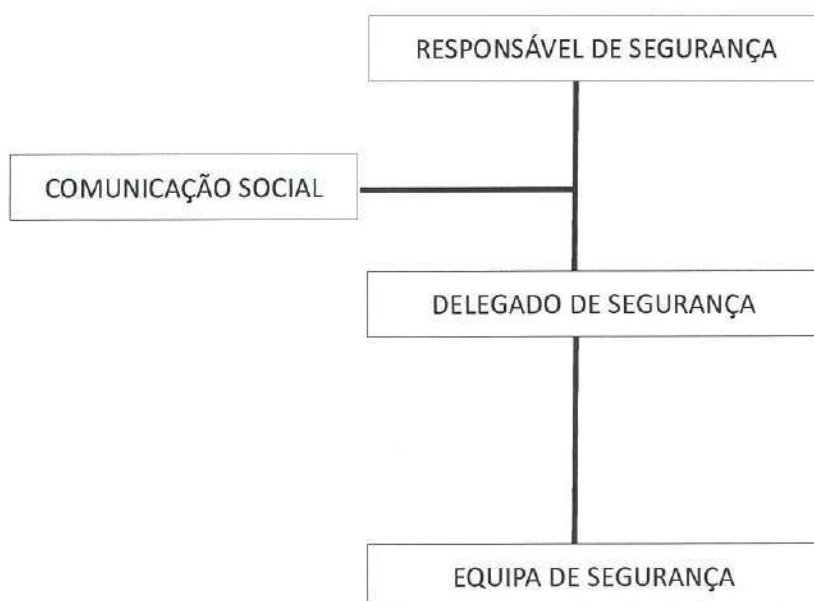 RESPONSÁVEL DE SEGURANÇA
COMUNICAÇÃO SOCIAL
DELEGADO DE SEGURANÇA
EQUIPA DE SEGURANÇA